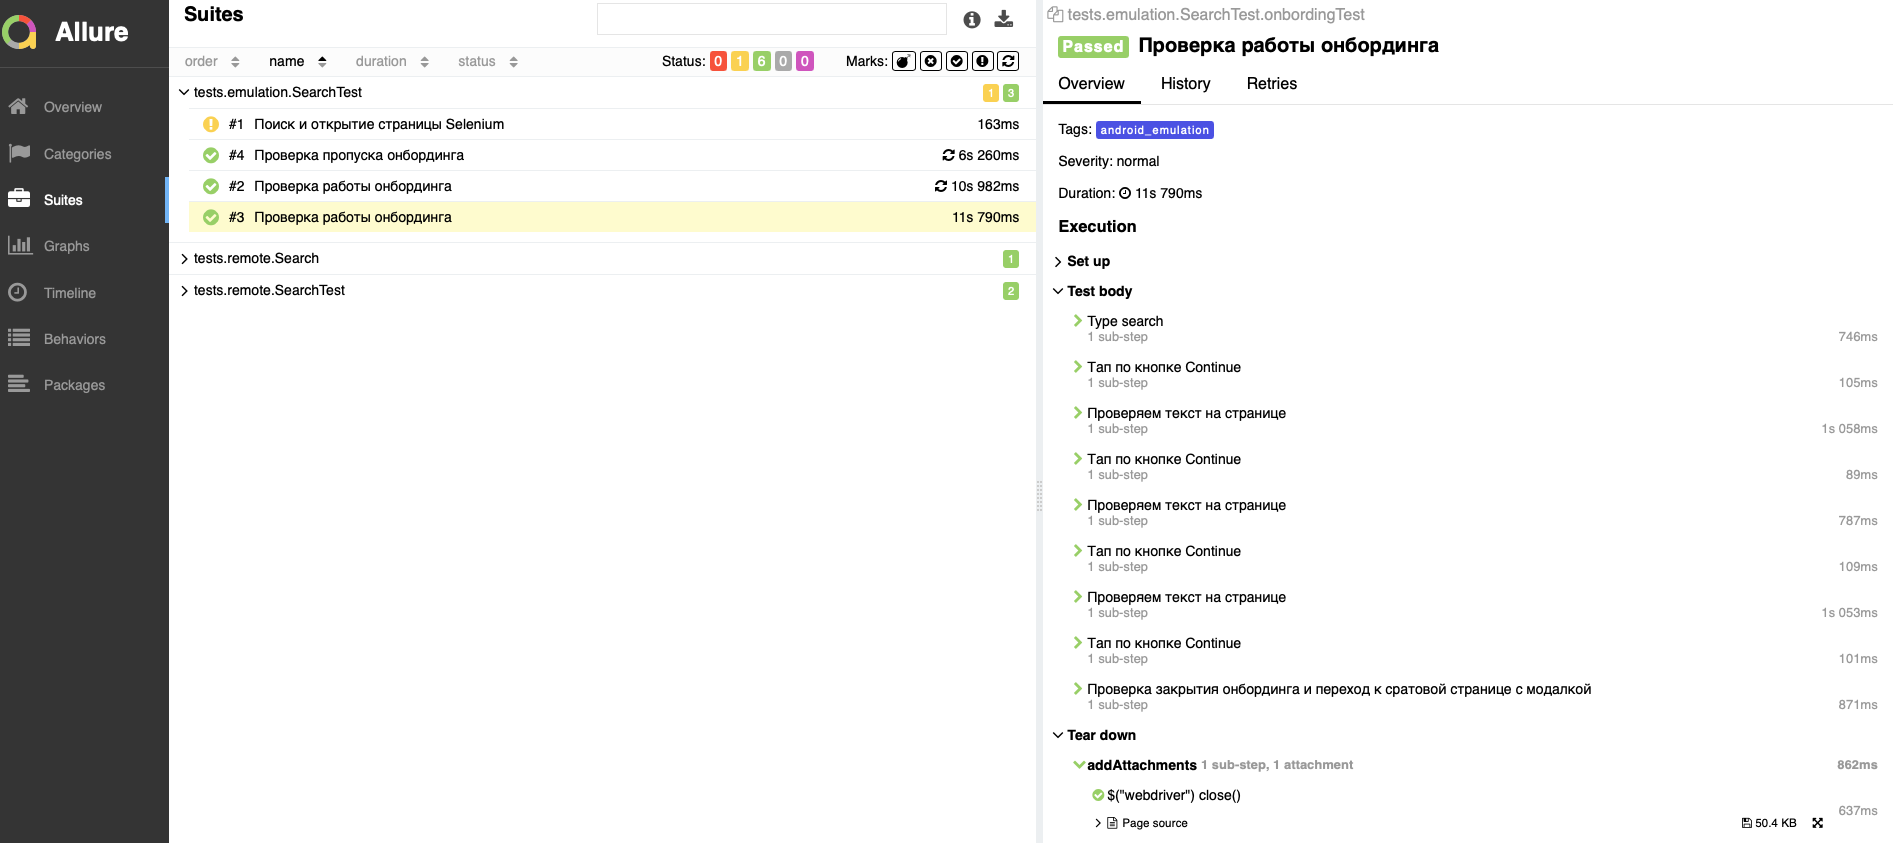 Allure
Overview
Categories
Suites
Graphs
Timeline
Behaviors
Packages
Suites
order name duration status Status: 0 1 6 0 0 Marks:
tests.emulation.SearchTest 1 3
#1 Поиск и открытие страницы Selenium 163ms
#4 Проверка пропуска онбординга 6s 260ms
#2 Проверка работы онбординга 10s 982ms
#3 Проверка работы онбординга 11s 790ms
tests.remote.Search 1
tests.remote.SearchTest 2
tests.emulation.SearchTest.onbordingTest
Passed Проверка работы онбординга
Overview History Retries
Tags: android_emulation
Severity: normal
Duration: 11s 790ms
Execution
Set up
Test body
Type search
1 sub-step 746ms
Тап по кнопке Continue
1 sub-step 105ms
Проверяем текст на странице
1 sub-step 1s 058ms
Тап по кнопке Continue
1 sub-step 89ms
Проверяем текст на странице
1 sub-step 787ms
Тап по кнопке Continue
1 sub-step 109ms
Проверяем текст на странице
1 sub-step 1s 053ms
Тап по кнопке Continue
1 sub-step 101ms
Проверка закрытия онбординга и переход к сратовой странице с модалкой
1 sub-step 871ms
Tear down
addAttachments 1 sub-step, 1 attachment 862ms
$("webdriver") close()
637ms
Page source 50.4 KB